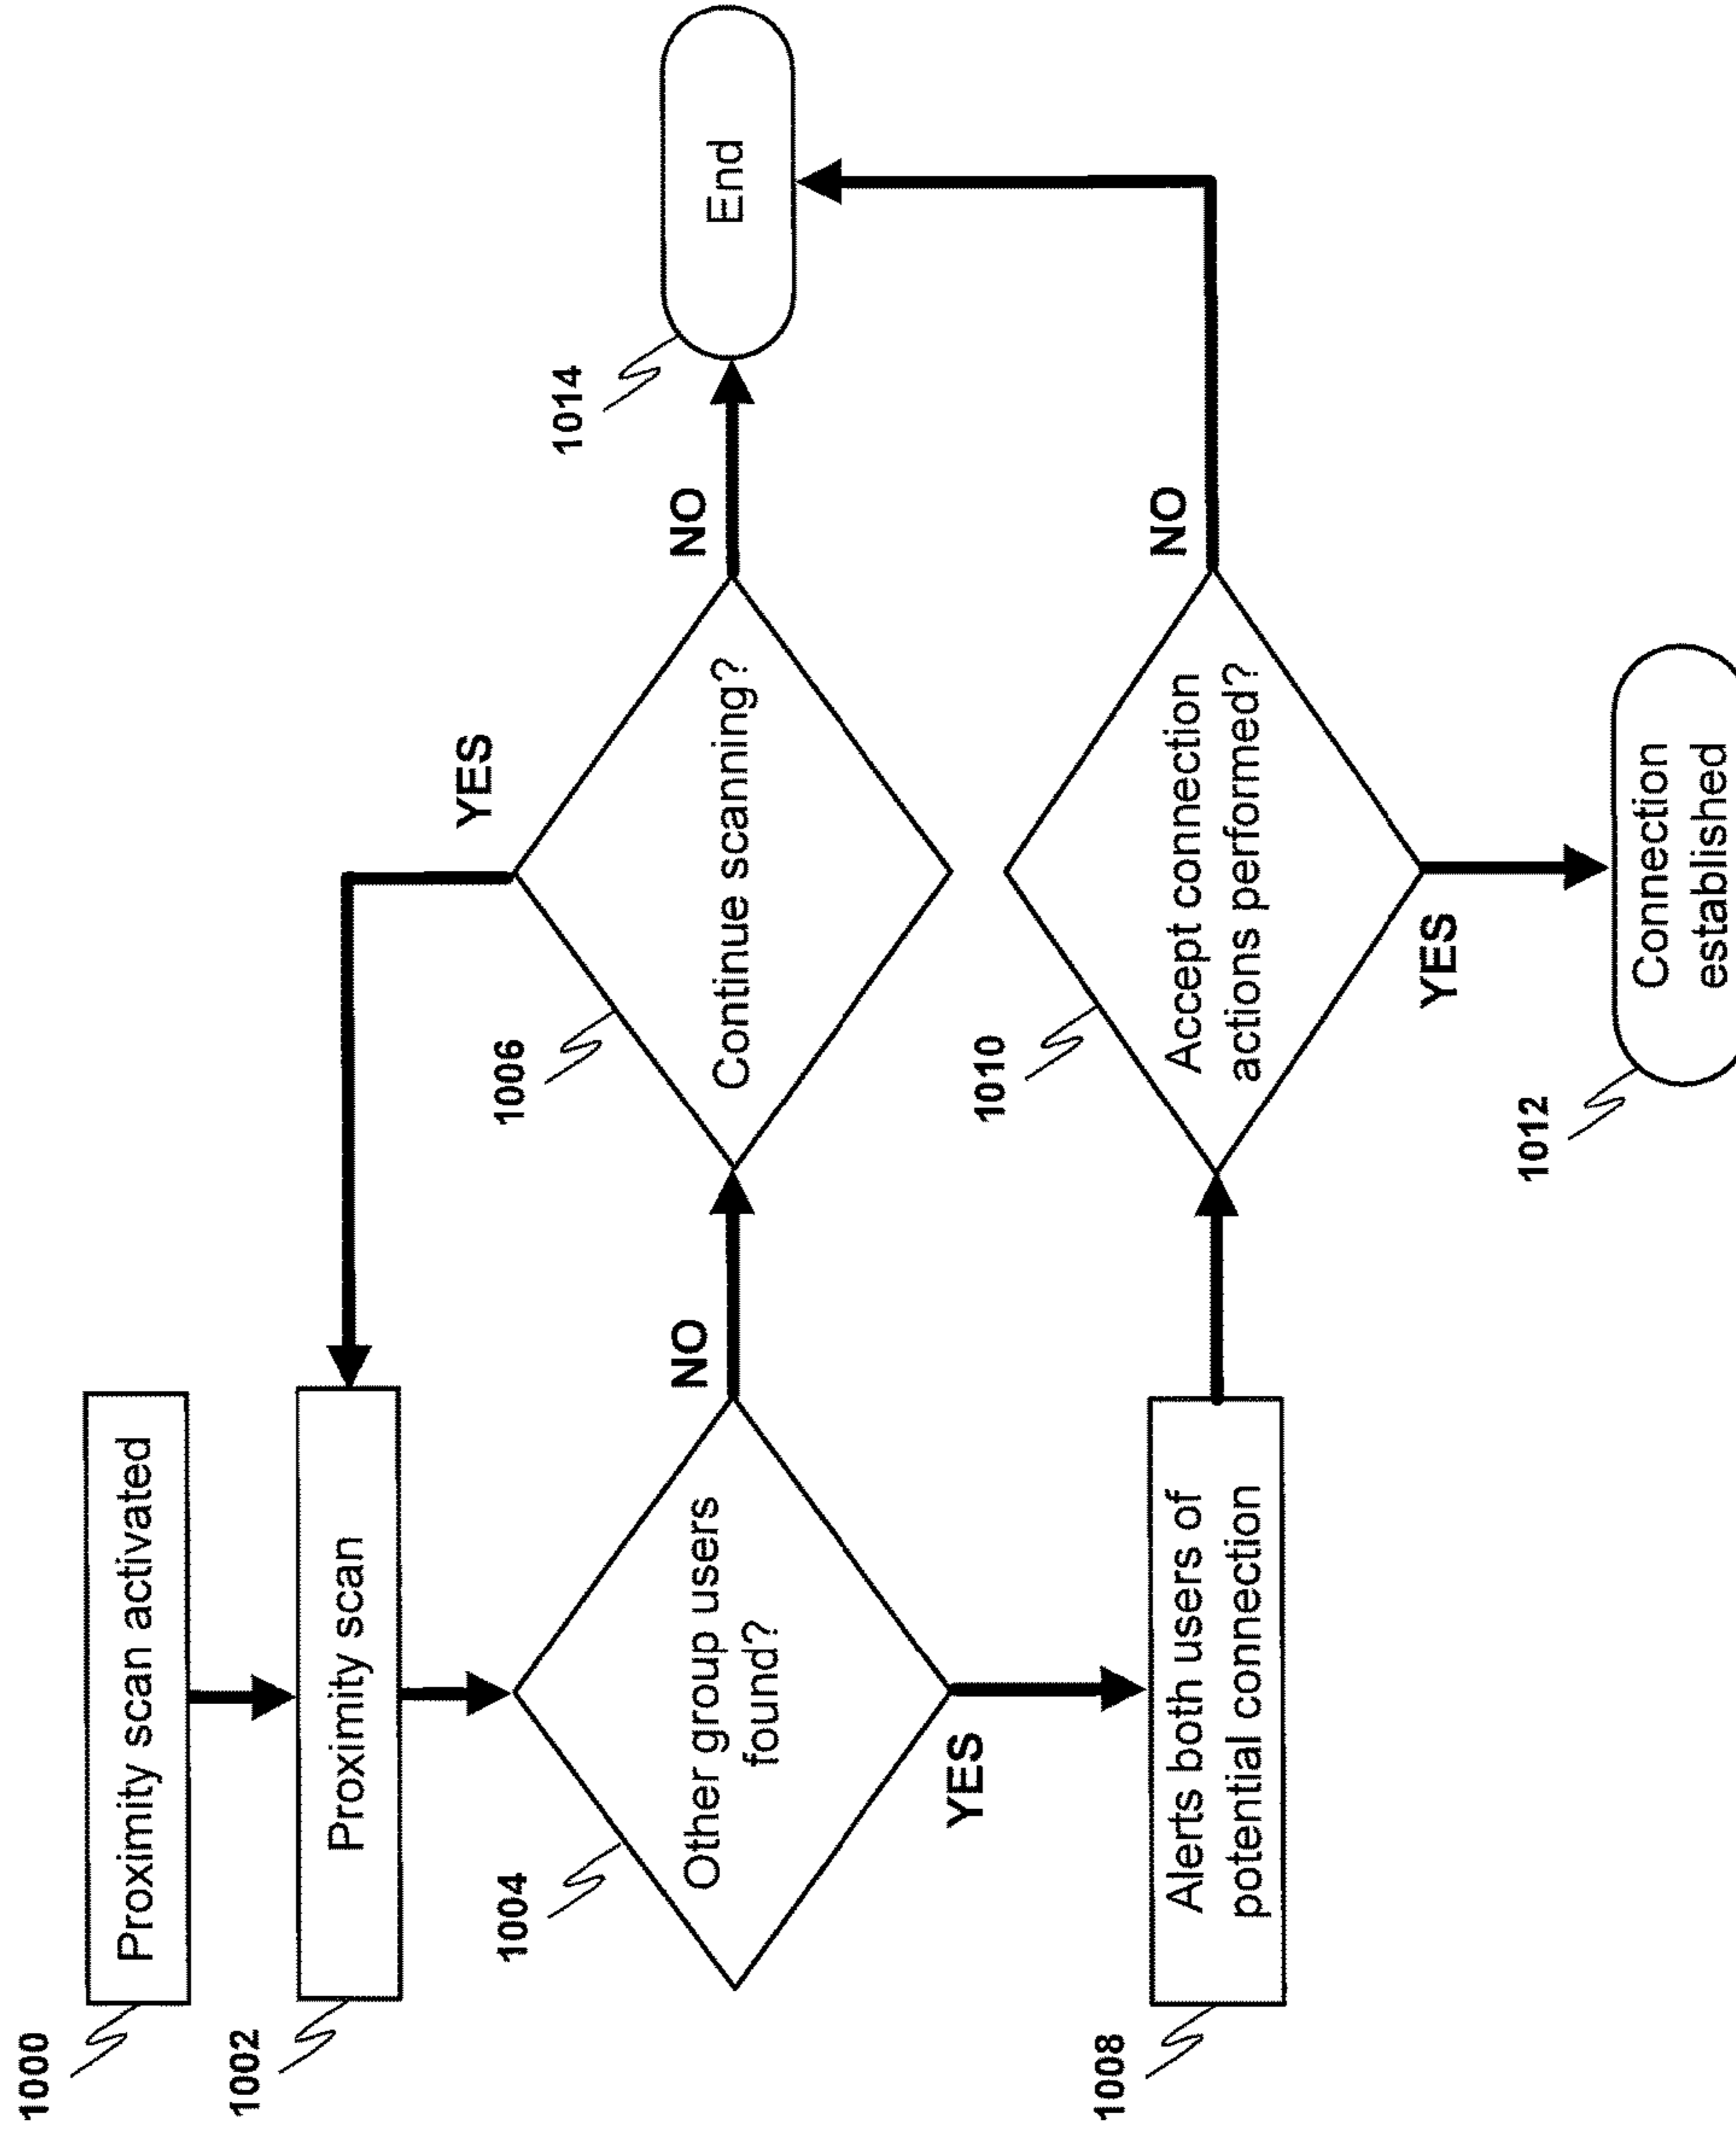 1000
Proximity scan activated
1002
Proximity scan
YES
1004
Other group users
found?
NO
1006
Continue scanning?
NO
1014
End
YES
1008
Alerts both users of
potential connection
1010
Accept connection
actions performed?
NO
YES
1012
Connection
established